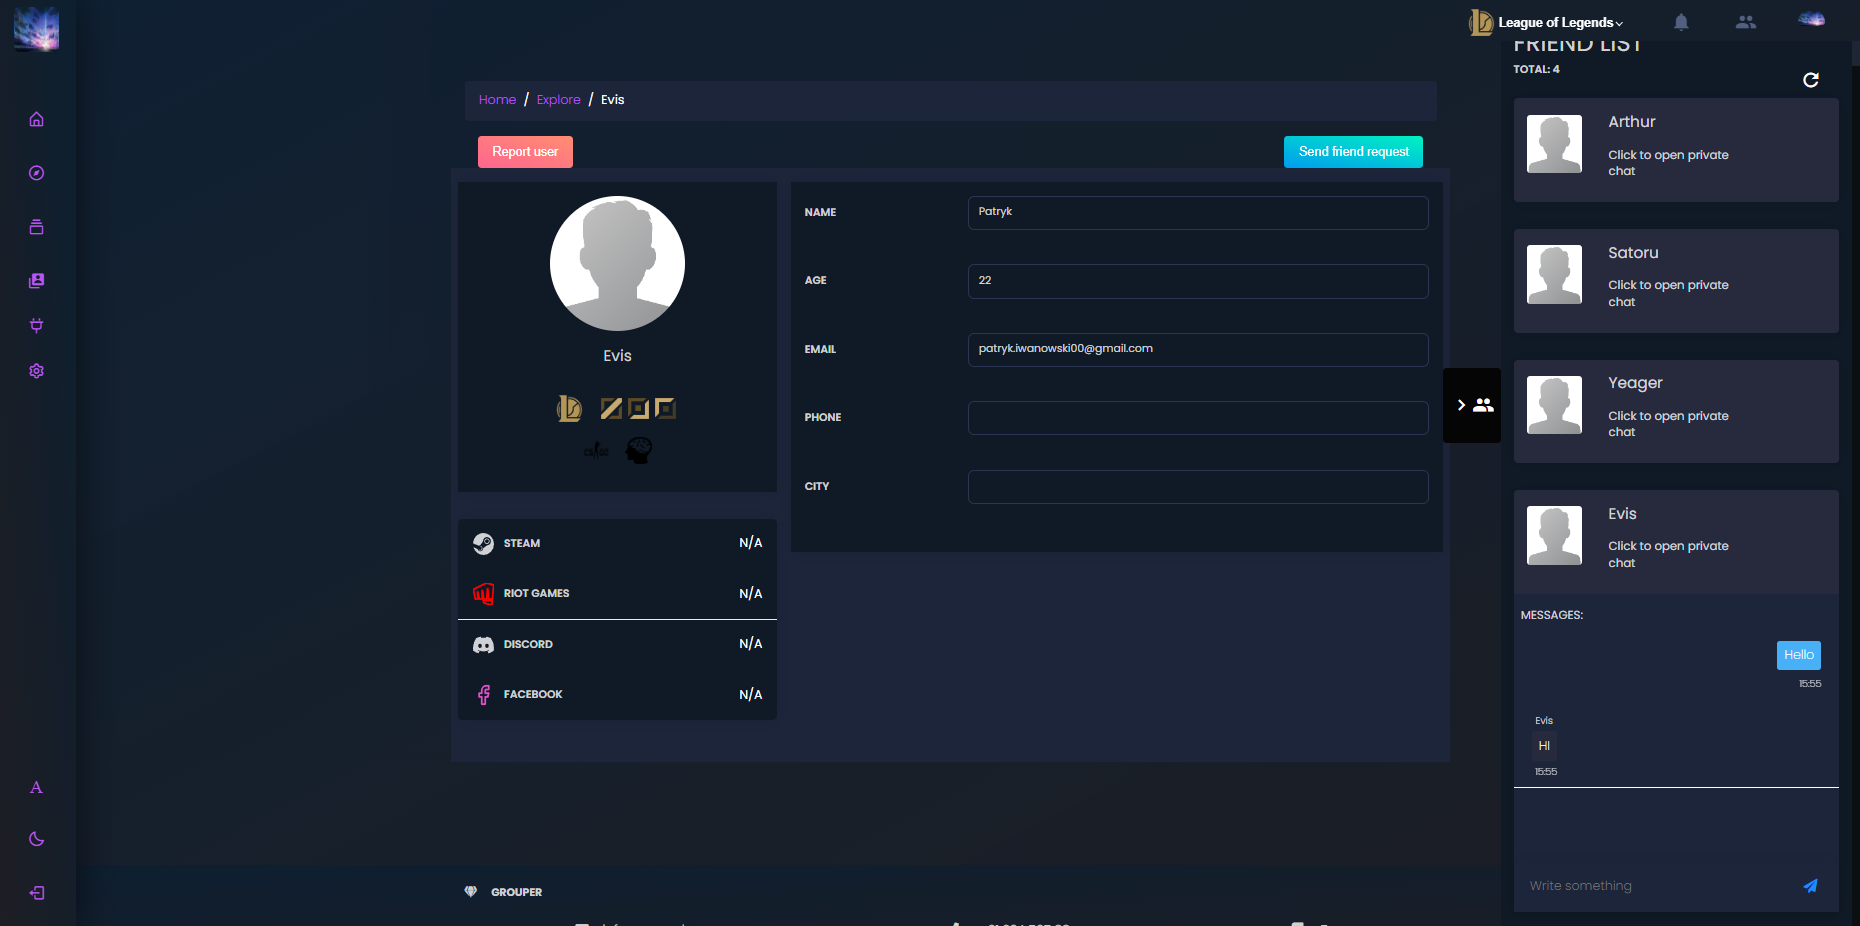 League of Legends
FRIEND LIST
TOTAL: 4
Home / Explore / Evis
Report user
Send friend request
Evis
NAME
Patryk
AGE
22
EMAIL
patryk.iwanowski00@gmail.com
PHONE
CITY
STEAM
N/A
RIOT GAMES
N/A
DISCORD
N/A
FACEBOOK
N/A
Arthur
Click to open private
chat
Satoru
Click to open private
chat
Yeager
Click to open private
chat
Evis
Click to open private
chat
MESSAGES:
Hello
15:55
Evis
HI
15:55
Write something
A
GROUPER